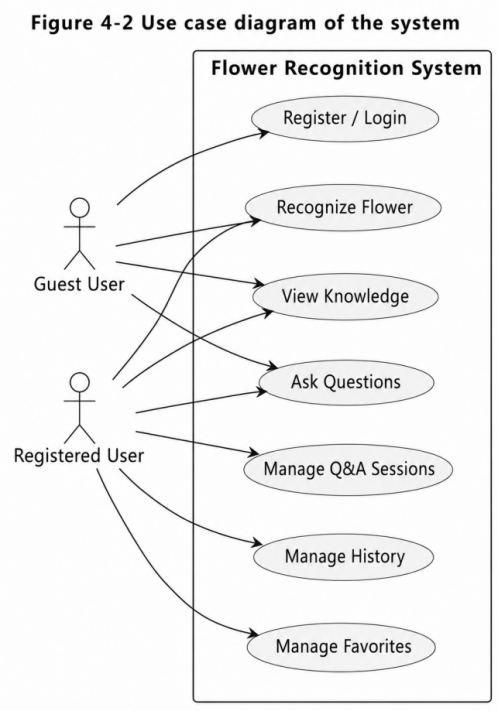 Figure 4-2 Use case diagram of the system
Flower Recognition System
Register / Login
Recognize Flower
Guest User
View Knowledge
Ask Questions
Registered User
Manage Q&A Sessions
Manage History
Manage Favorites